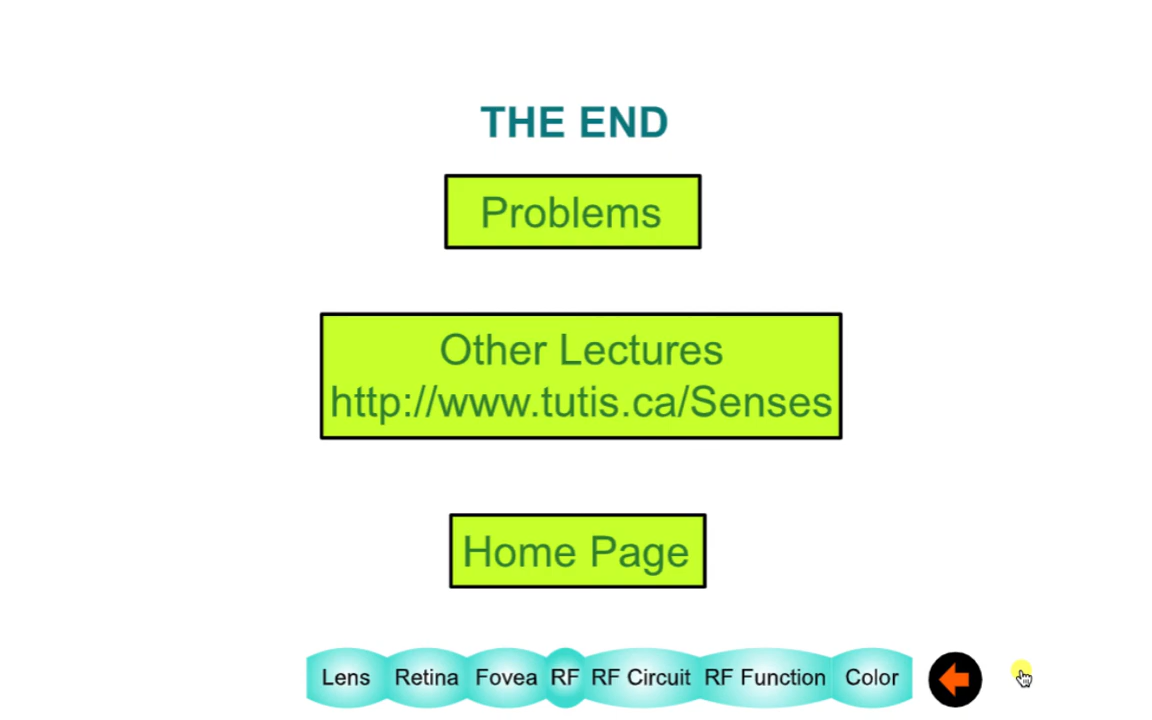 THE END
Problems
Other Lectures
http://www.tutis.ca/Senses
Home Page
Lens Retina Fovea RF RF Circuit RF Function Color